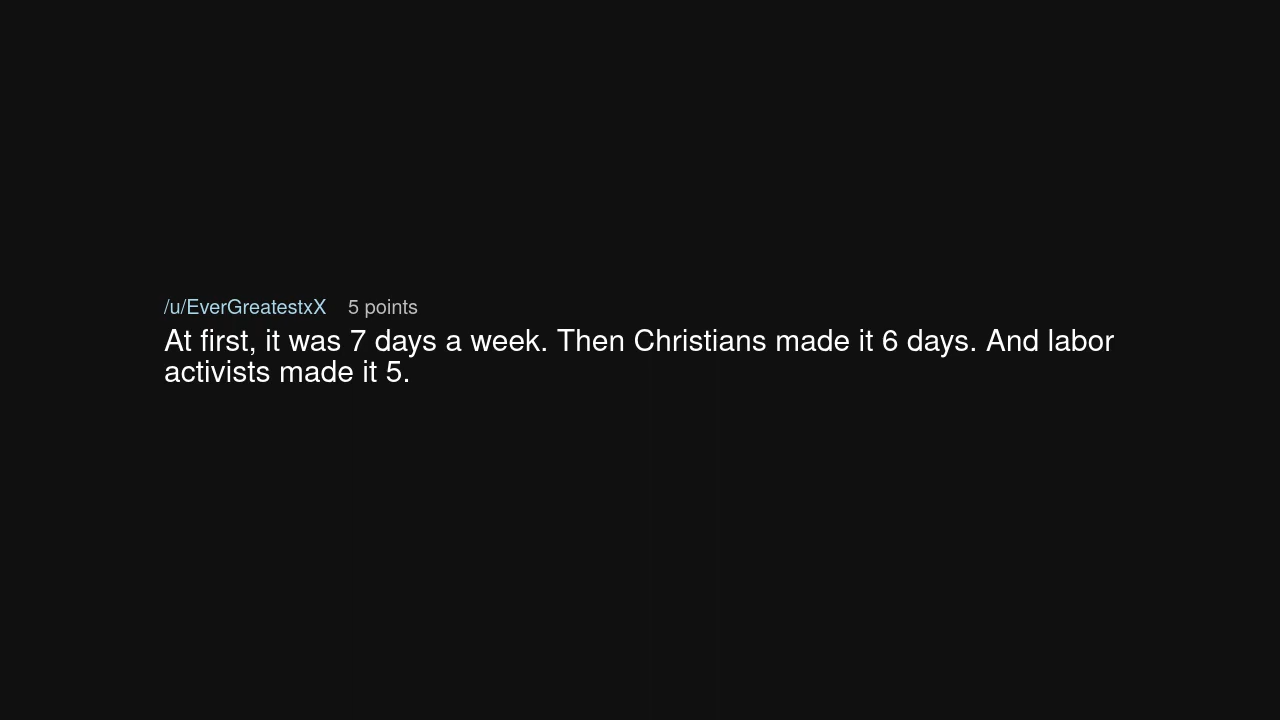 /u/EverGreatestxX 5 points
At first, it was 7 days a week. Then Christians made it 6 days. And labor
activists made it 5.